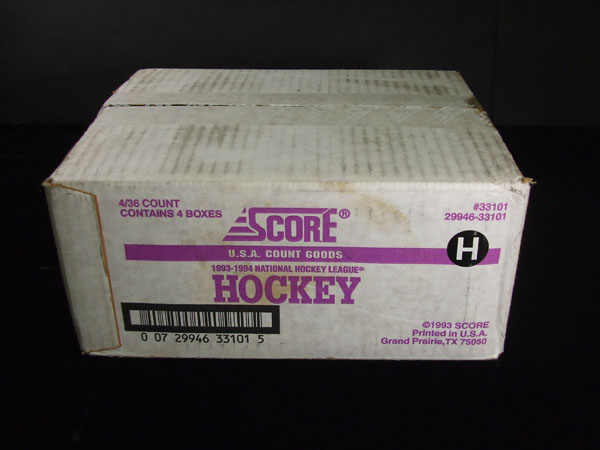 4/36 COUNT
CONTAINS 4 BOXES
SCORE®
#33101
29946-33101
U.S.A. COUNT GOODS
H
1993-1994 NATIONAL HOCKEY LEAGUE®
HOCKEY
0 07 29946 33101 5
©1993 SCORE
Printed in U.S.A.
Grand Prairie,TX 75050